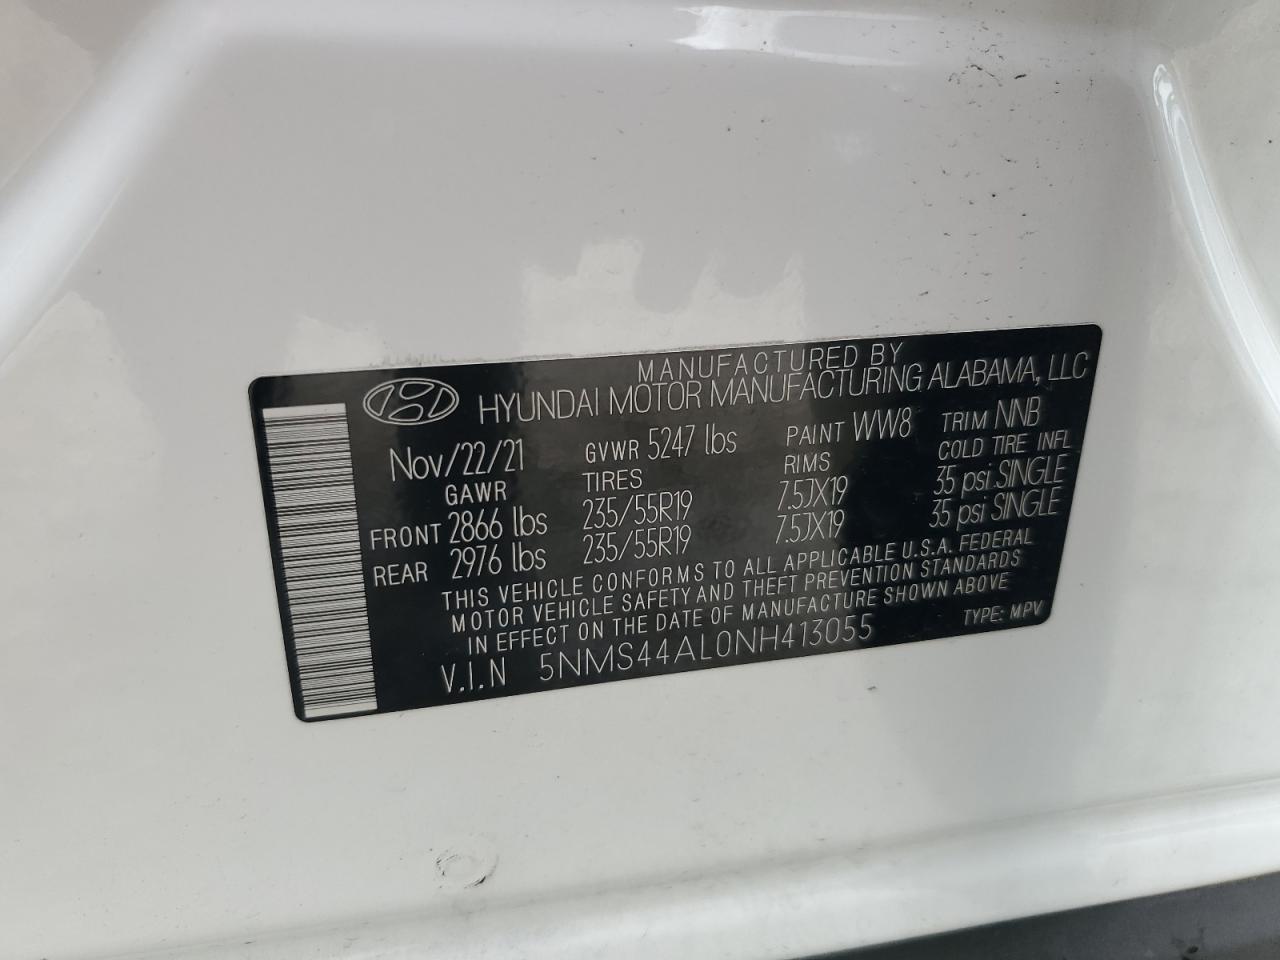 MANUFACTURED BY
HYUNDAI MOTOR MANUFACTURING ALABAMA, LLC
Nov/22/21 GVWR 5247 lbs PAINT WW8 TRIM NNB
GAWR TIRES RIMS COLD TIRE INFL
FRONT 2866 lbs 235/55R19 7.5JX19 35 psi SINGLE
REAR 2976 lbs 235/55R19 7.5JX19 35 psi SINGLE
THIS VEHICLE CONFORMS TO ALL APPLICABLE U.S.A. FEDERAL
MOTOR VEHICLE SAFETY AND THEFT PREVENTION STANDARDS
IN EFFECT ON THE DATE OF MANUFACTURE SHOWN ABOVE
V.I.N 5NMS44AL0NH413055 TYPE: MPV